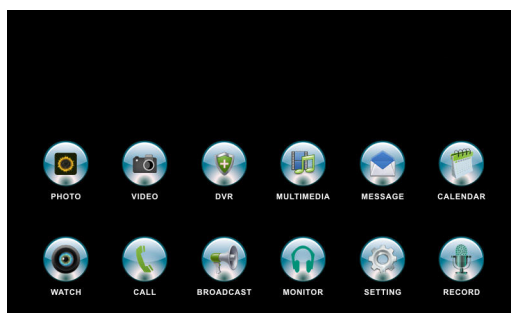 PHOTO VIDEO DVR MULTIMEDIA MESSAGE CALENDAR
WATCH CALL BROADCAST MONITOR SETTING RECORD